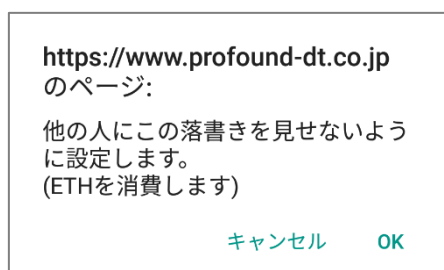 https://www.profound-dt.co.jp
のページ:
他の人にこの落書きを見せないよう
に設定します。
(ETHを消費します)
キャンセル OK